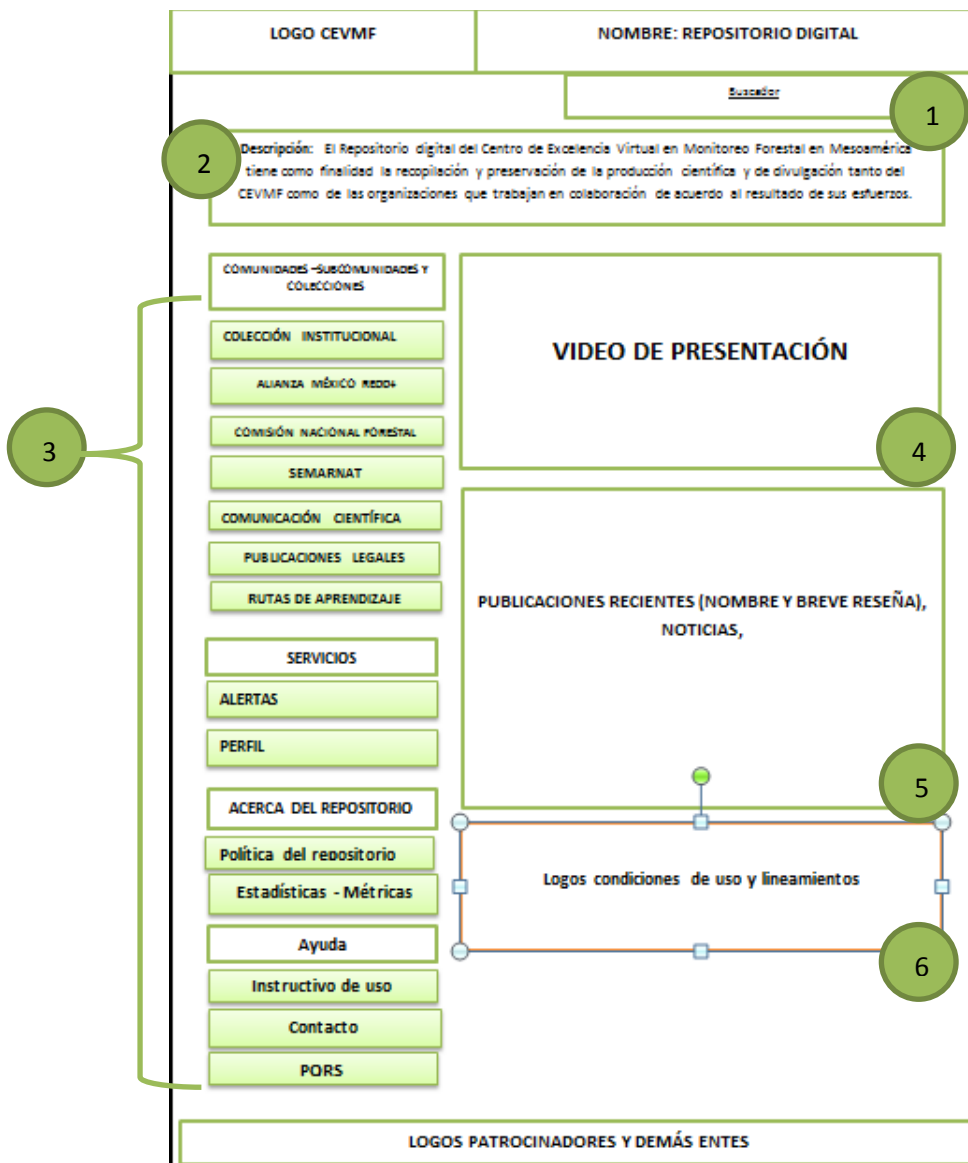 LOGO CEVMF
NOMBRE: REPOSITORIO DIGITAL
Buscador
1
2
Descripción: El Repositorio digital del Centro de Excelencia Virtual en Monitoreo Forestal en Mesoamérica
tiene como finalidad la recopilación y preservación de la producción científica y de divulgación tanto del
CEVMF como de las organizaciones que trabajan en colaboración de acuerdo al resultado de sus esfuerzos.
3
COMUNIDADES –SUBCOMUNIDADES Y
COLECCIONES
COLECCIÓN INSTITUCIONAL
ALIANZA MÉXICO REDD+
COMISIÓN NACIONAL FORESTAL
SEMARNAT
COMUNICACIÓN CIENTÍFICA
PUBLICACIONES LEGALES
RUTAS DE APRENDIZAJE
SERVICIOS
ALERTAS
PERFIL
ACERCA DEL REPOSITORIO
Política del repositorio
Estadísticas - Métricas
Ayuda
Instructivo de uso
Contacto
PQRS
VIDEO DE PRESENTACIÓN
4
PUBLICACIONES RECIENTES (NOMBRE Y BREVE RESEÑA),
NOTICIAS,
5
Logos condiciones de uso y lineamientos
6
LOGOS PATROCINADORES Y DEMÁS ENTES